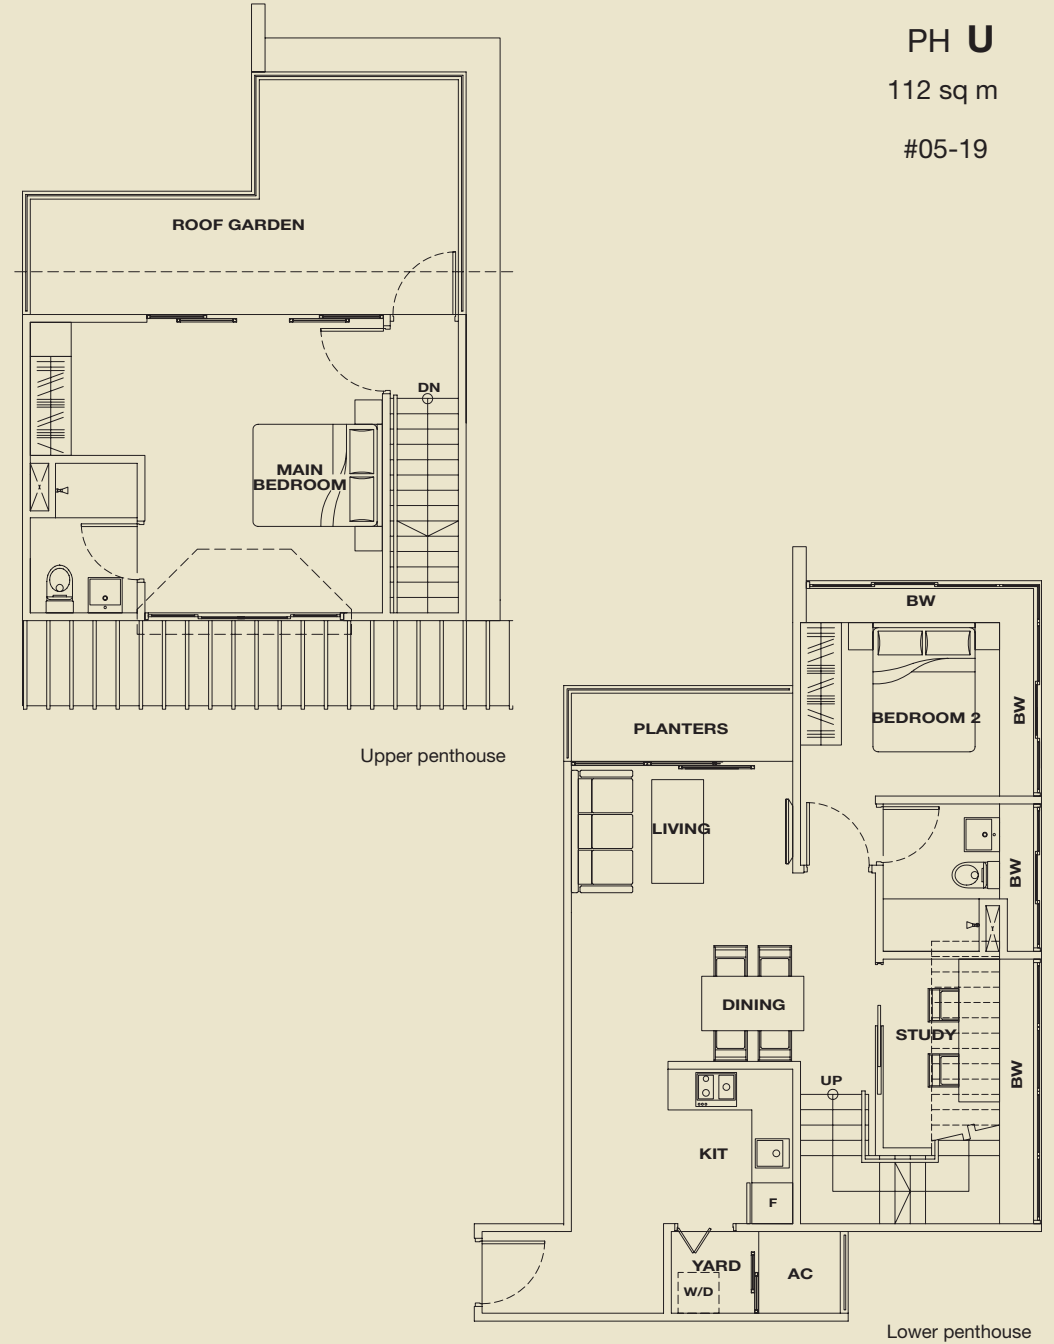 PH U
112 sq m
#05-19
ROOF GARDEN
DN
MAIN
BEDROOM
Upper penthouse
BW
PLANTERS
BEDROOM 2
BW
LIVING
BW
DINING
STUDY
BW
UP
KIT
F
YARD
AC
W/D
Lower penthouse